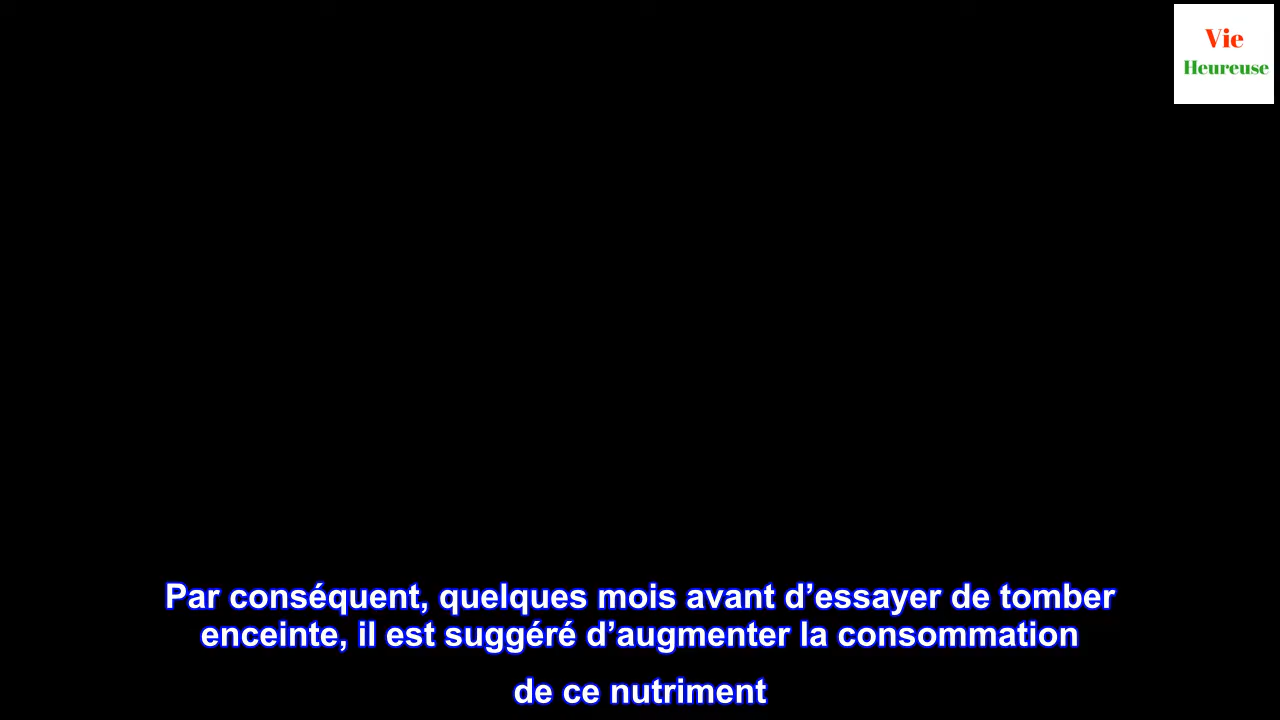 Vie
Heureuse
Par conséquent, quelques mois avant d’essayer de tomber
enceinte, il est suggéré d’augmenter la consommation
de ce nutriment